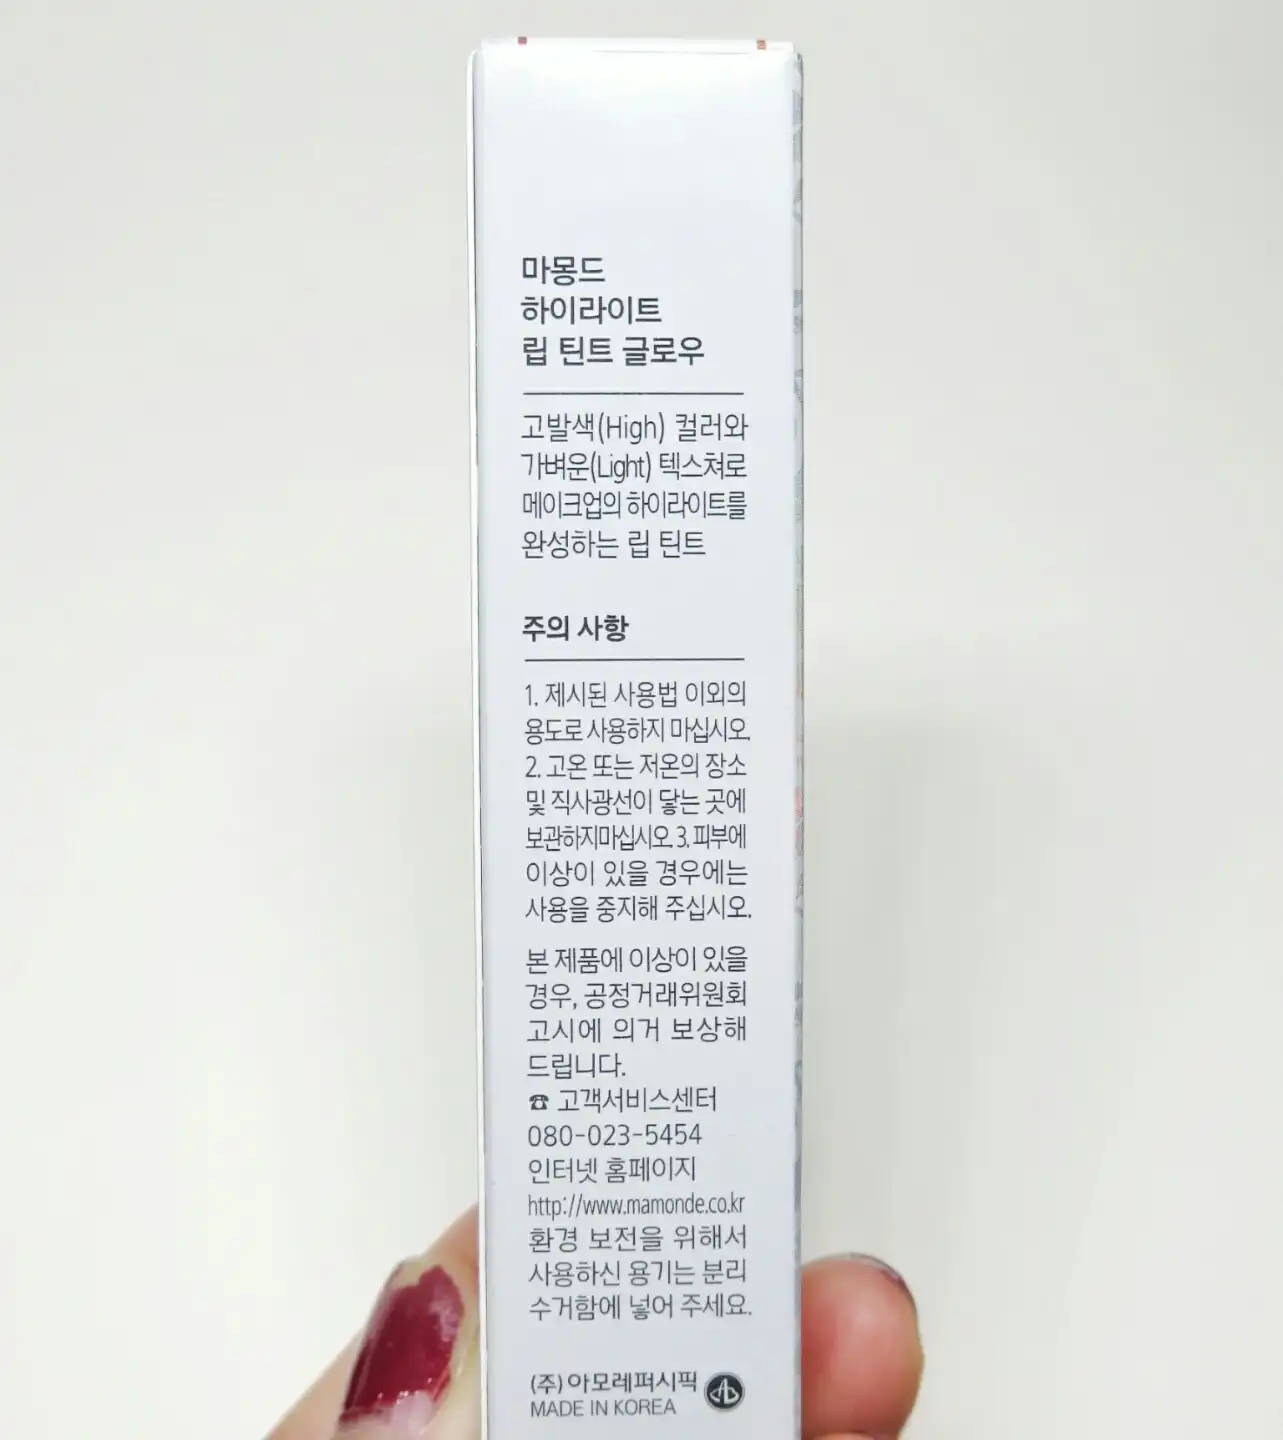 마몽드
하이라이트
립 틴트 글로우
고발색(High) 컬러와
가벼운(Light) 텍스쳐로
메이크업의 하이라이트를
완성하는 립 틴트
주의 사항
1. 제시된 사용법 이외의
용도로 사용하지 마십시오.
2. 고온 또는 저온의 장소
및 직사광선이 닿는 곳에
보관하지마십시오. 3. 피부에
이상이 있을 경우에는
사용을 중지해 주십시오.
본 제품에 이상이 있을
경우, 공정거래위원회
고시에 의거 보상해
드립니다.
☎ 고객서비스센터
080-023-5454
인터넷 홈페이지
http://www.mamonde.co.kr
환경 보전을 위해서
사용하신 용기는 분리
수거함에 넣어 주세요.
(주)아모레퍼시픽
MADE IN KOREA